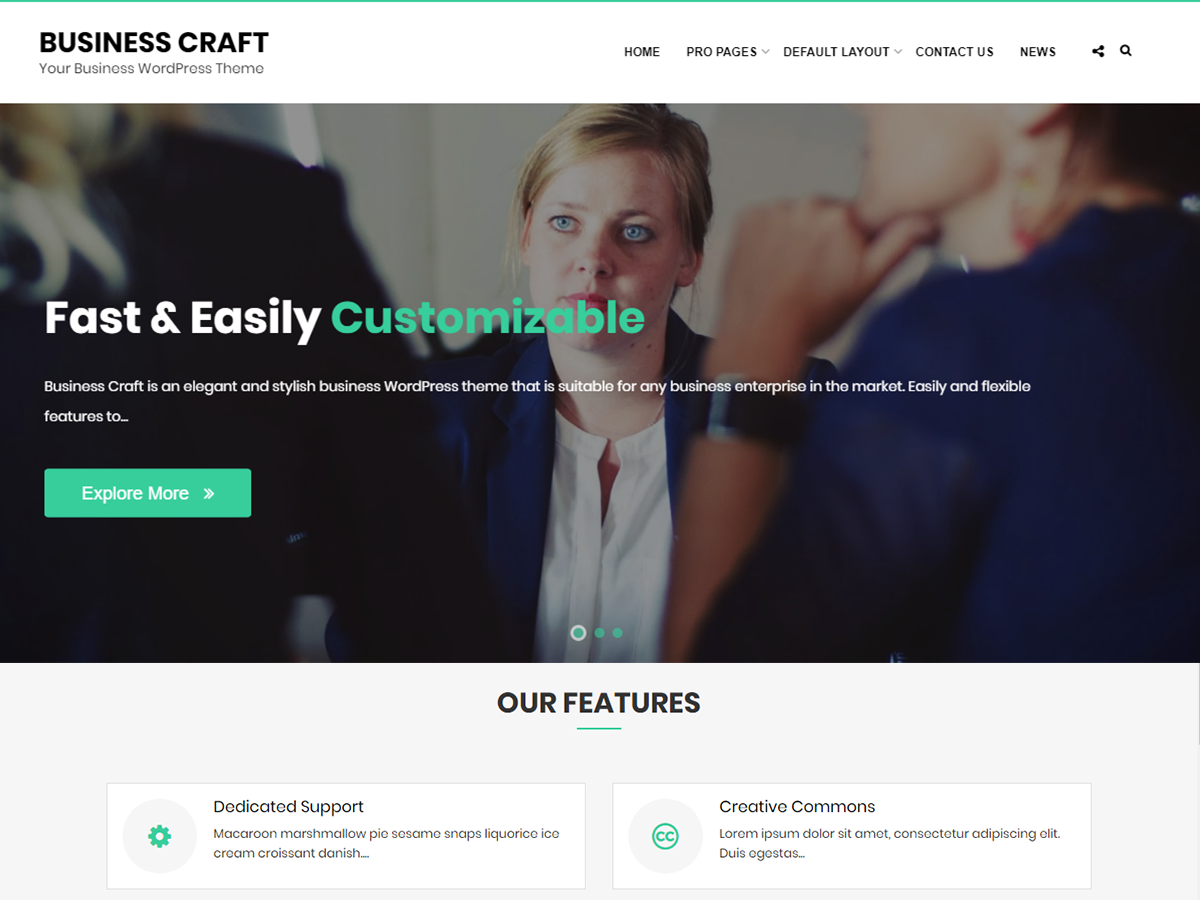 BUSINESS CRAFT
Your Business WordPress Theme
HOME PRO PAGES DEFAULT LAYOUT CONTACT US NEWS
Fast & Easily Customizable
Business Craft is an elegant and stylish business WordPress theme that is suitable for any business enterprise in the market. Easily and flexible
features to...
Explore More »
OUR FEATURES
Dedicated Support
Macaroon marshmallow pie sesame snaps liquorice ice
cream croissant danish....
Creative Commons
Lorem ipsum dolor sit amet, consectetur adipiscing elit.
Duis egestas...
CC